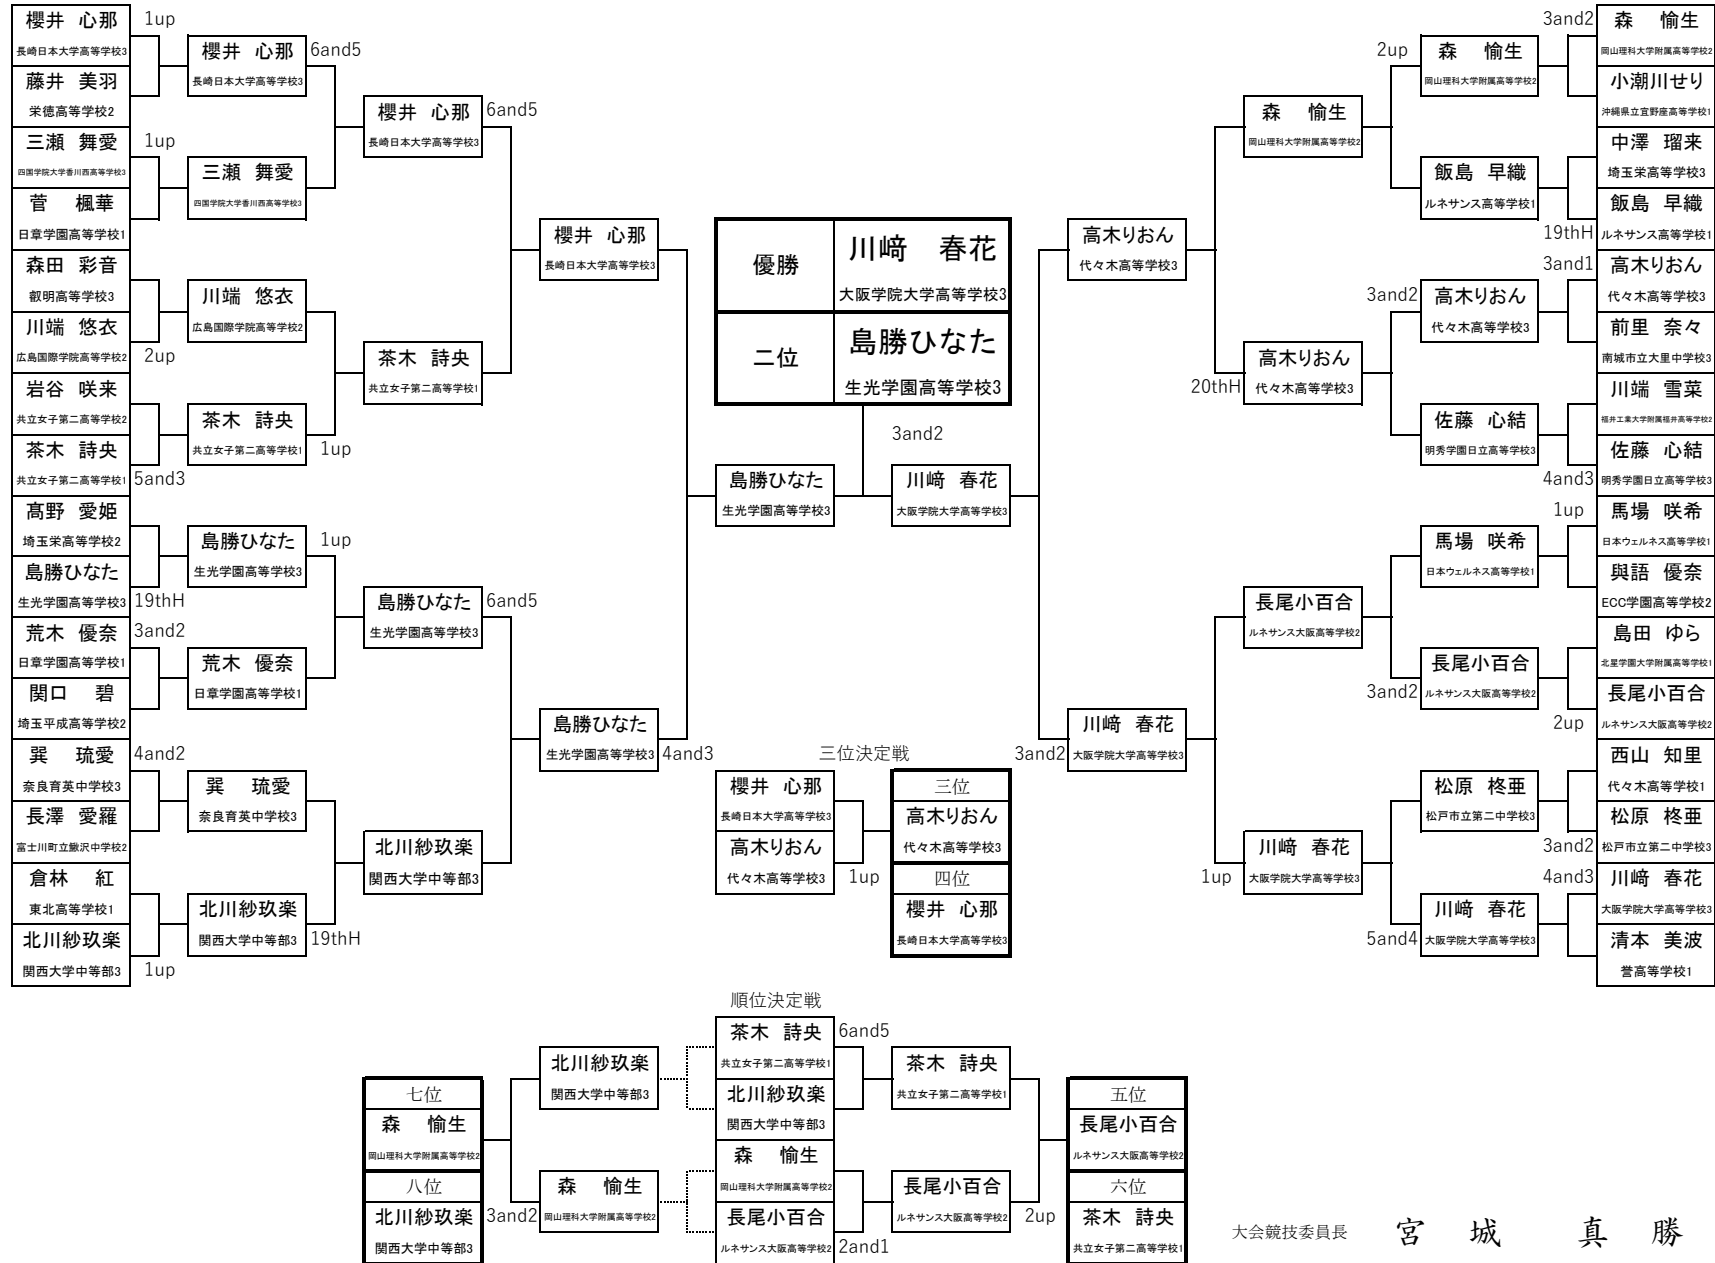 櫻井 心那
長崎日本大学高等学校3
藤井 美羽
栄徳高等学校2
三瀬 舞愛
四国学院大学香川西高等学校3
菅 楓華
日章学園高等学校1
森田 彩音
叡明高等学校3
川端 悠衣
広島国際学院高等学校2
岩谷 咲来
共立女子第二高等学校2
茶木 詩央
共立女子第二高等学校1
髙野 愛姫
埼玉栄高等学校2
島勝ひなた
生光学園高等学校3
荒木 優奈
日章学園高等学校1
関口 碧
埼玉平成高等学校2
巽 琉愛
奈良育英中学校3
長澤 愛羅
富士川町立鰍沢中学校2
倉林 紅
東北高等学校1
北川紗玖楽
関西大学中等部3
1up
1up
2up
5and3
19thH
3and2
4and2
1up
櫻井 心那
長崎日本大学高等学校3
三瀬 舞愛
四国学院大学香川西高等学校3
川端 悠衣
広島国際学院高等学校2
茶木 詩央
共立女子第二高等学校1
島勝ひなた
生光学園高等学校3
荒木 優奈
日章学園高等学校1
巽 琉愛
奈良育英中学校3
北川紗玖楽
関西大学中等部3
6and5
1up
1up
19thH
櫻井 心那
長崎日本大学高等学校3
茶木 詩央
共立女子第二高等学校1
島勝ひなた
生光学園高等学校3
北川紗玖楽
関西大学中等部3
6and5
6and5
櫻井 心那
長崎日本大学高等学校3
島勝ひなた
生光学園高等学校3
4and3
優勝
川﨑 春花
大阪学院大学高等学校3
二位
島勝ひなた
生光学園高等学校3
3and2
島勝ひなた
生光学園高等学校3
川﨑 春花
大阪学院大学高等学校3
三位決定戦
櫻井 心那
長崎日本大学高等学校3
高木りおん
代々木高等学校3
1up
三位
高木りおん
代々木高等学校3
四位
櫻井 心那
長崎日本大学高等学校3
高木りおん
代々木高等学校3
3and2
川﨑 春花
大阪学院大学高等学校3
森 愉生
岡山理科大学附属高等学校2
20thH
高木りおん
代々木高等学校3
長尾小百合
ルネサンス大阪高等学校2
1up
川﨑 春花
大阪学院大学高等学校3
2up
森 愉生
岡山理科大学附属高等学校2
飯島 早織
ルネサンス高等学校1
3and2
高木りおん
代々木高等学校3
佐藤 心結
明秀学園日立高等学校3
馬場 咲希
日本ウェルネス高等学校1
3and2
長尾小百合
ルネサンス大阪高等学校2
松原 柊亜
松戸市立第二中学校3
5and4
川﨑 春花
大阪学院大学高等学校3
3and2
19thH
3and1
4and3
1up
2up
3and2
4and3
森 愉生
岡山理科大学附属高等学校2
小潮川せり
沖縄県立宜野座高等学校1
中澤 瑠来
埼玉栄高等学校3
飯島 早織
ルネサンス高等学校1
高木りおん
代々木高等学校3
前里 奈々
南城市立大里中学校3
川端 雪菜
福井工業大学附属福井高等学校2
佐藤 心結
明秀学園日立高等学校3
馬場 咲希
日本ウェルネス高等学校1
與語 優奈
ECC学園高等学校2
島田 ゆら
北星学園大学附属高等学校1
長尾小百合
ルネサンス大阪高等学校2
西山 知里
代々木高等学校1
松原 柊亜
松戸市立第二中学校3
川﨑 春花
大阪学院大学高等学校3
清本 美波
誉高等学校1
順位決定戦
七位
森 愉生
岡山理科大学附属高等学校2
八位
北川紗玖楽
関西大学中等部3
3and2
北川紗玖楽
関西大学中等部3
森 愉生
岡山理科大学附属高等学校2
茶木 詩央
共立女子第二高等学校1
北川紗玖楽
関西大学中等部3
森 愉生
岡山理科大学附属高等学校2
長尾小百合
ルネサンス大阪高等学校2
6and5
2and1
茶木 詩央
共立女子第二高等学校1
長尾小百合
ルネサンス大阪高等学校2
2up
五位
長尾小百合
ルネサンス大阪高等学校2
六位
茶木 詩央
共立女子第二高等学校1
大会競技委員長 宮城 真勝